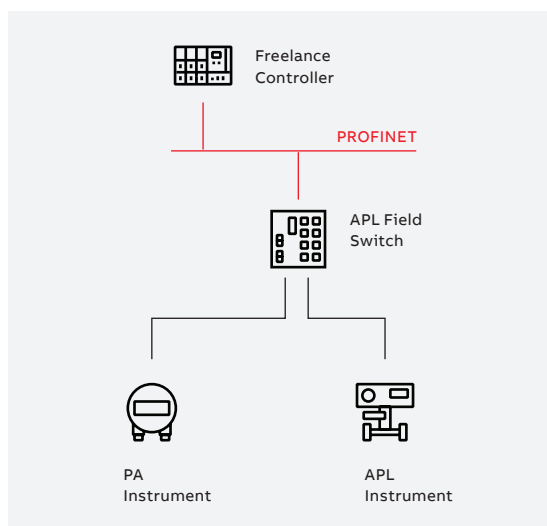 Freelance
Controller
PROFINET
APL Field
Switch
PA
Instrument
APL
Instrument